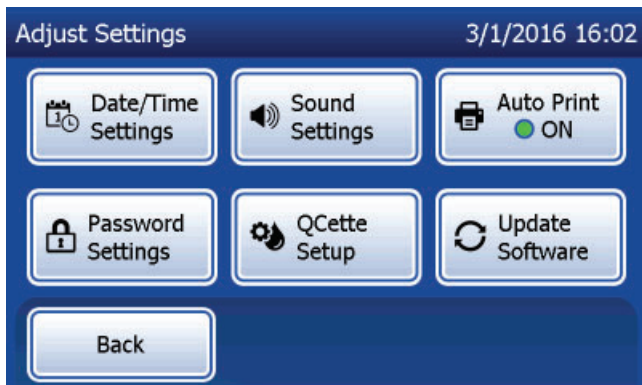 Adjust Settings 3/1/2016 16:02
Date/Time
Settings
Sound
Settings
Auto Print
ON
Password
Settings
QCette
Setup
Update
Software
Back